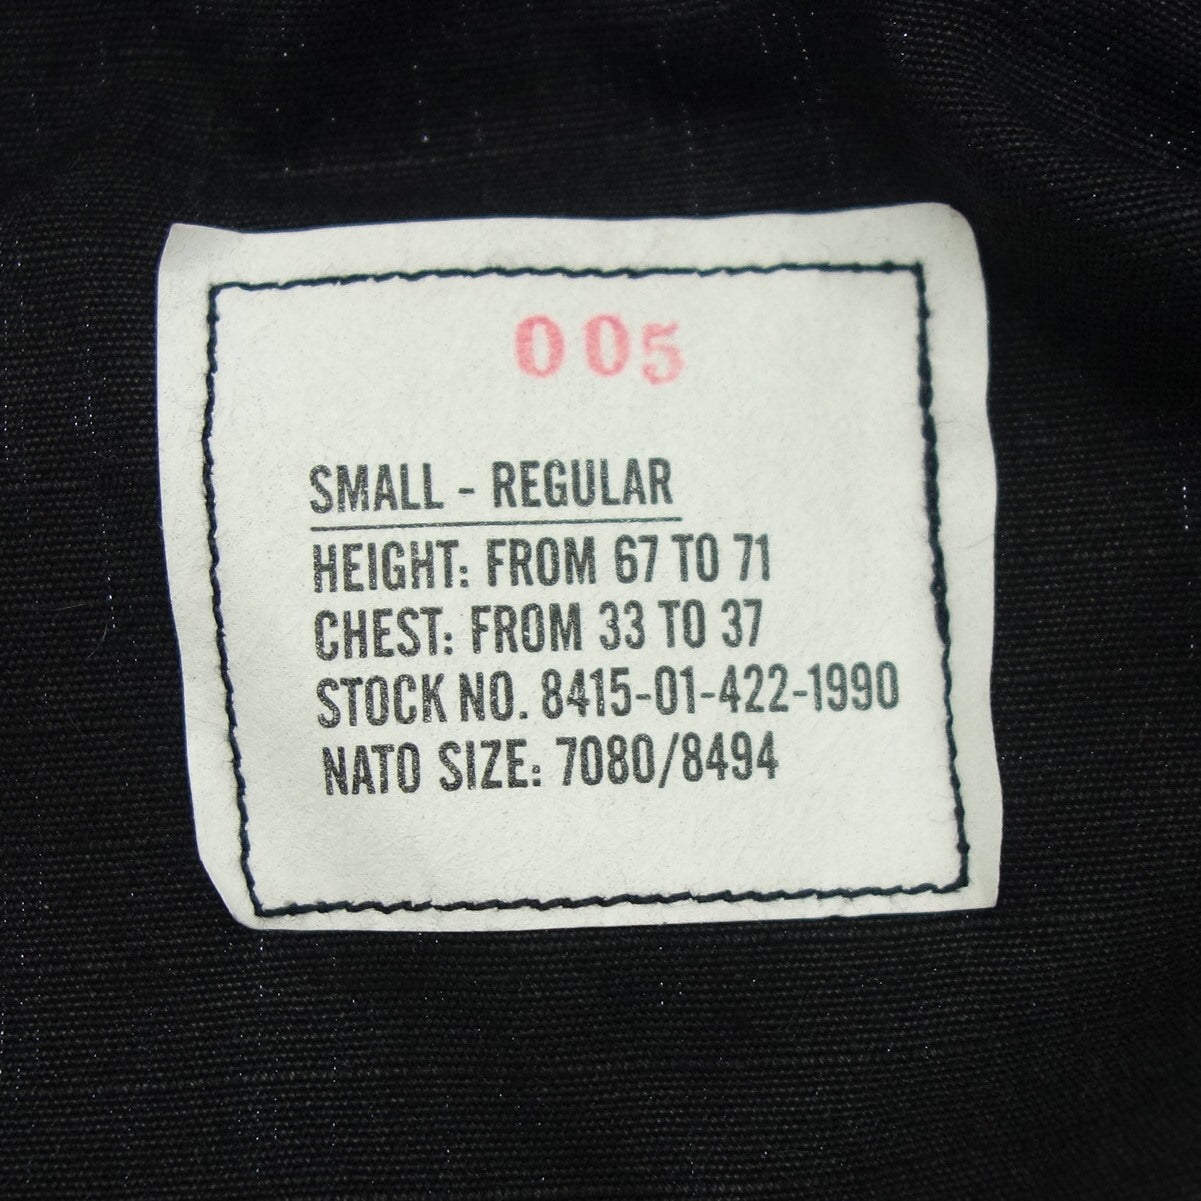 005
SMALL - REGULAR
HEIGHT: FROM 67 TO 71
CHEST: FROM 33 TO 37
STOCK NO. 8415-01-422-1990
NATO SIZE: 7080/8494